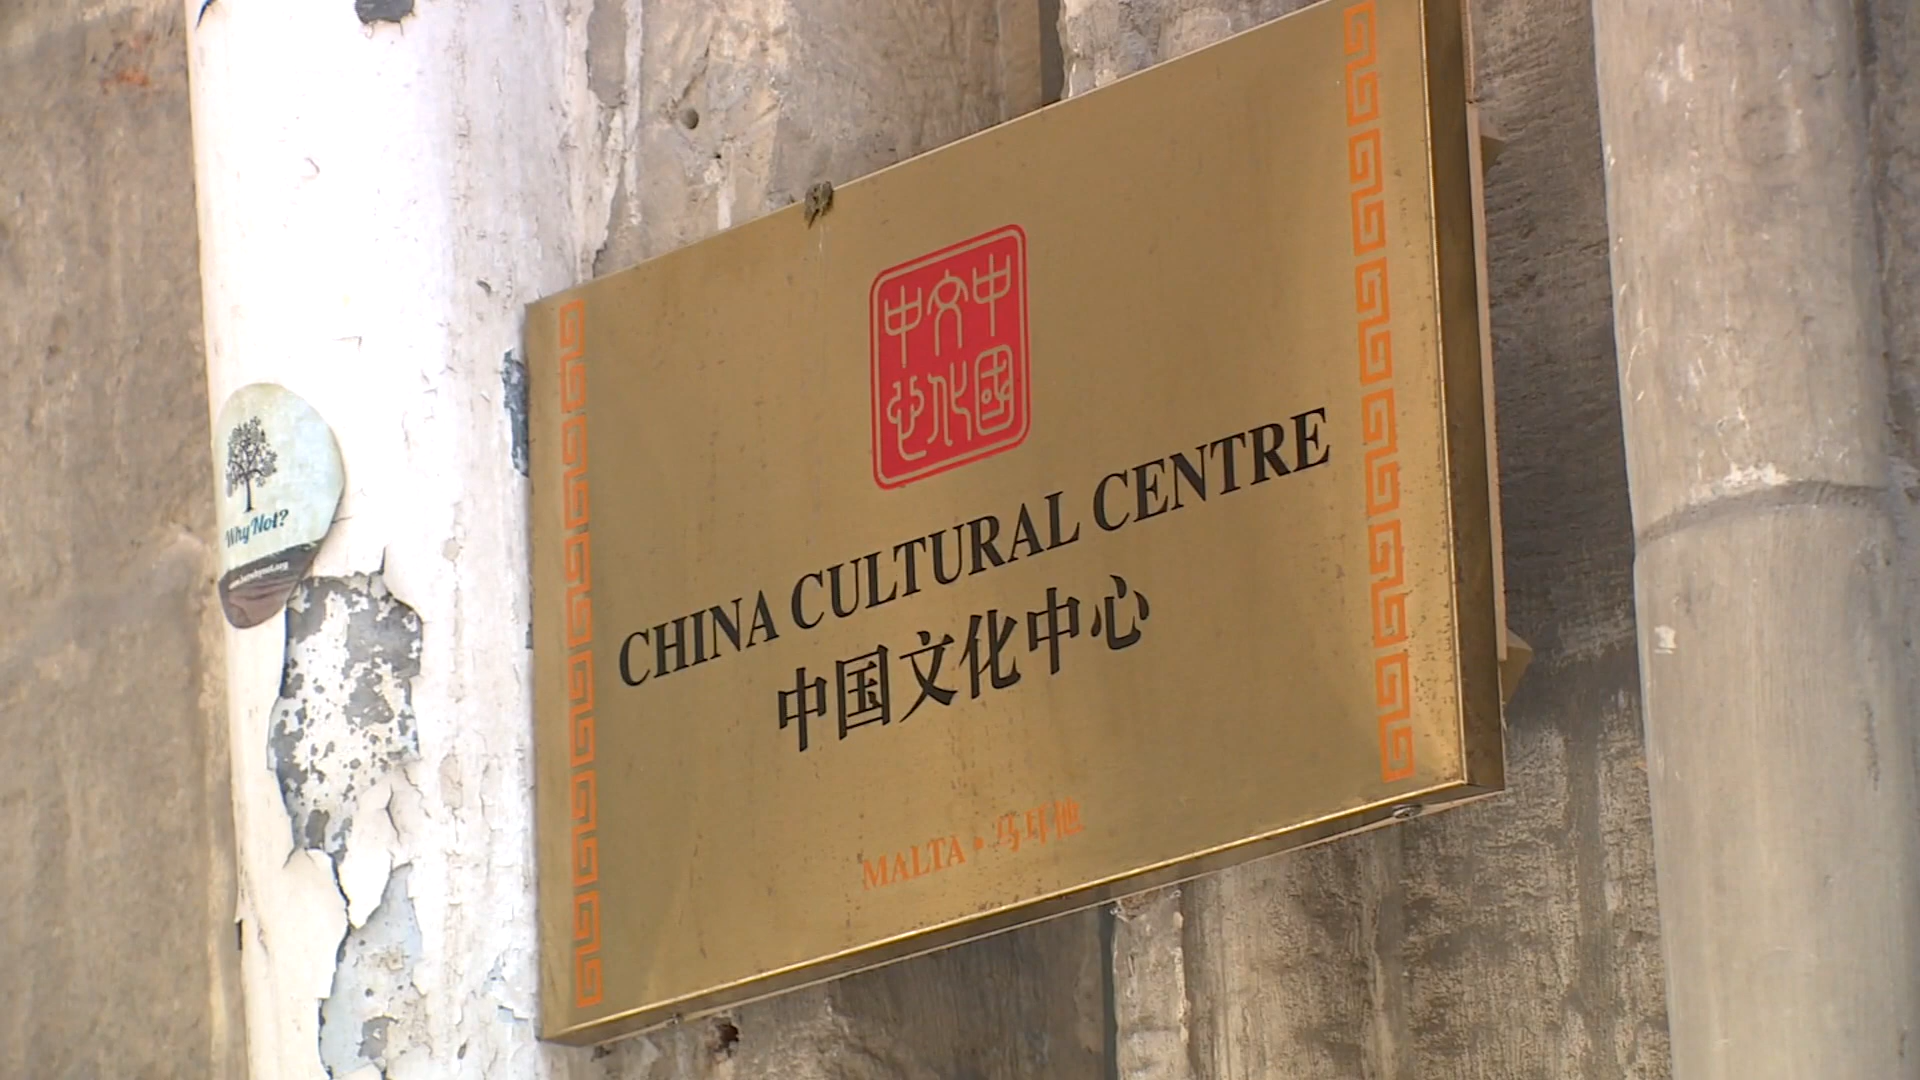 中國
文化
中心
CHINA CULTURAL CENTRE
中国文化中心
MALTA • 马耳他
Why Not?